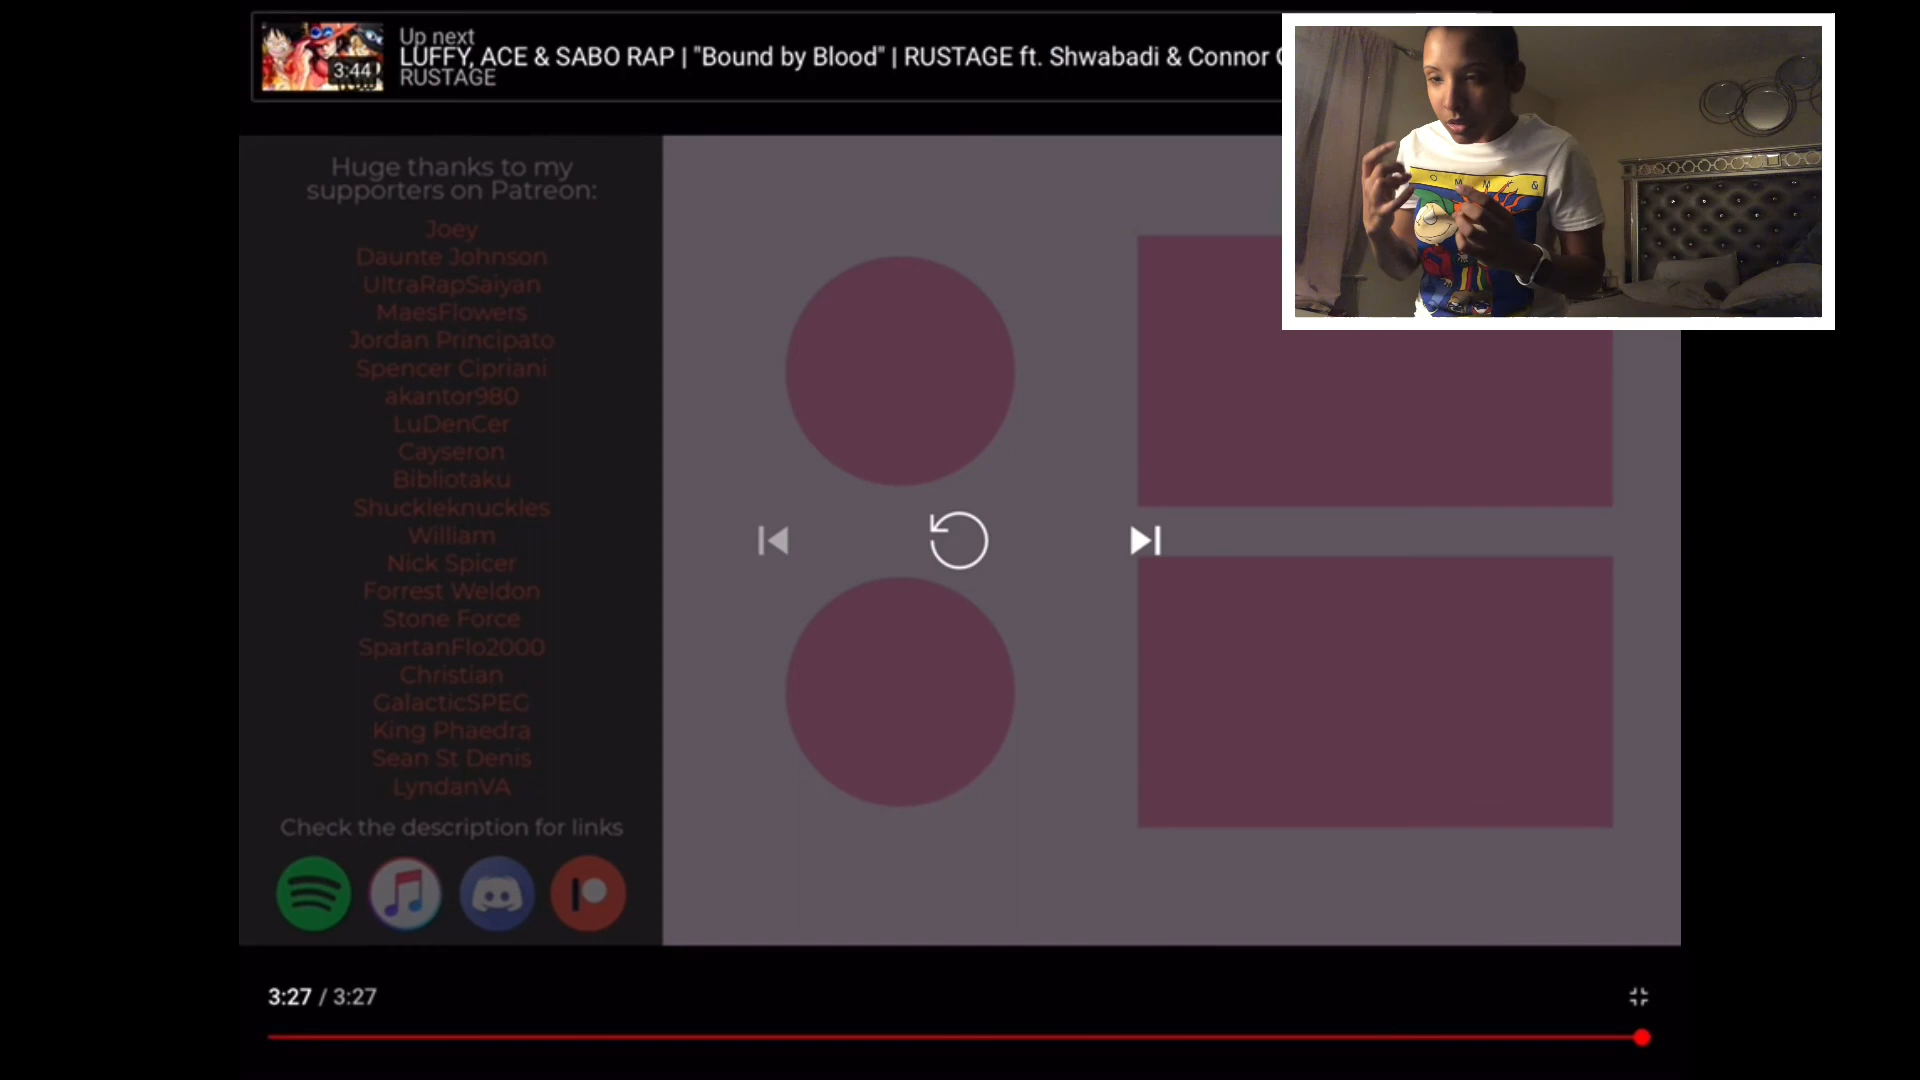 Up next
LUFFY, ACE & SABO RAP | "Bound by Blood" | RUSTAGE ft. Shwabadi & Connor
3:44
RUSTAGE
Huge thanks to my
supporters on Patreon:
Joey
Daunte Johnson
UltraRapSaiyan
MaesFlowers
Jordan Principato
Spencer Cipriani
akantor980
LuDenCer
Cayseron
Bibliotaku
Shuckleknuckles
William
Nick Spicer
Forrest Weldon
Stone Force
SpartanFlo2000
Christian
GalacticSPEG
King Phaedra
Sean St Denis
LyndanVA
Check the description for links
3:27 / 3:27
O M M &